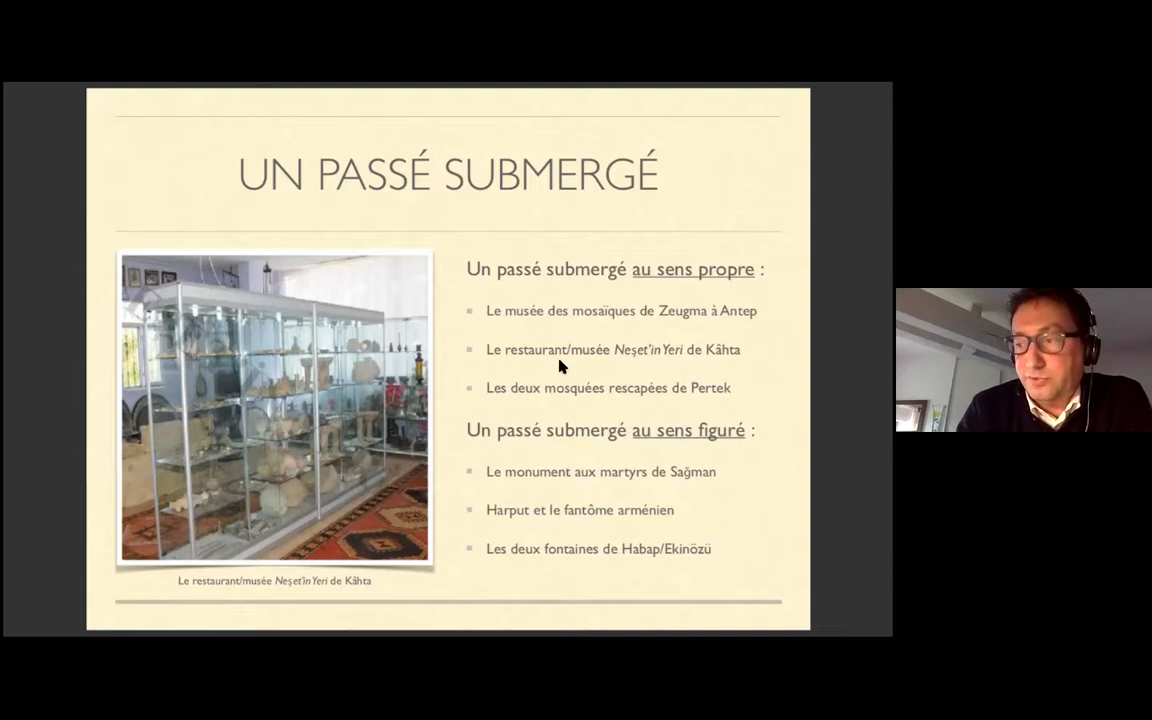 UN PASSÉ SUBMERGÉ
Un passé submergé au sens propre :
Le musée des mosaïques de Zeugma à Antep
Le restaurant/musée Neşet'in Yeri de Kâhta
Les deux mosquées rescapées de Pertek
Un passé submergé au sens figuré :
Le monument aux martyrs de Sağman
Harput et le fantôme arménien
Les deux fontaines de Habap/Ekinözü
Le restaurant/musée Neşet'in Yeri de Kâhta